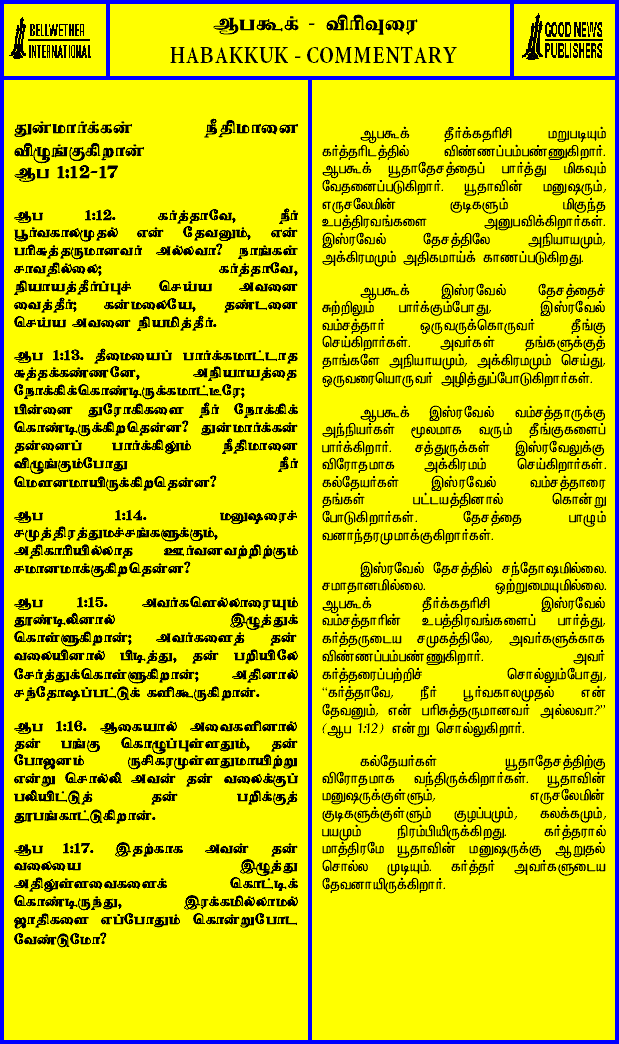 BELLWETHER
INTERNATIONAL
ஆபகூக் - விரிவுரை
HABAKKUK - COMMENTARY
GOOD NEWS
PUBLISHERS
துன்மார்க்கன் நீதிமானை
விழுங்குகிறான்
ஆப 1:12-17
ஆப 1:12. கர்த்தாவே, நீர்
பூர்வகாலமுதல் என் தேவனும், என்
பரிசுத்தருமானவர் அல்லவா? நாங்கள்
சாவதில்லை; கர்த்தாவே,
நியாயத்தீர்ப்புச் செய்ய அவனை
வைத்தீர்; கன்மலையே, தண்டனை
செய்ய அவனை நியமித்தீர்.
ஆப 1:13. தீமையைப் பார்க்கமாட்டாத
சுத்தக்கண்ணனே, அநியாயத்தை
நோக்கிக்கொண்டிருக்கமாட்டீரே;
பின்னை துரோகிகளை நீர் நோக்கிக்
கொண்டிருக்கிறதென்ன? துன்மார்க்கன்
தன்னைப் பார்க்கிலும் நீதிமானை
விழுங்கும்போது நீர்
மௌனமாயிருக்கிறதென்ன?
ஆப 1:14. மனுஷரைச்
சமுத்திரத்துமச்சங்களுக்கும்,
அதிகாரியில்லாத ஊர்வனவற்றிற்கும்
சமானமாக்குகிறதென்ன?
ஆப 1:15. அவர்களெல்லாரையும்
தூண்டிலினால் இழுத்துக்
கொள்ளுகிறான்; அவர்களைத் தன்
வலையினால் பிடித்து, தன் பறியிலே
சேர்த்துக்கொள்ளுகிறான்; அதினால்
சந்தோஷப்பட்டுக் களிகூருகிறான்.
ஆப 1:16. ஆகையால் அவைகளினால்
தன் பங்கு கொழுப்புள்ளதும், தன்
போஜனம் ருசிகரமுள்ளதுமாயிற்று
என்று சொல்லி அவன் தன் வலைக்குப்
பலியிட்டுத் தன் பறிக்குத்
தூபங்காட்டுகிறான்.
ஆப 1:17. இதற்காக அவன் தன்
வலையை இழுத்து
அதிலுள்ளவைகளைக் கொட்டிக்
கொண்டிருந்து, இரக்கமில்லாமல்
ஜாதிகளை எப்போதும் கொன்றுபோட
வேண்டுமோ?
ஆபகூக் தீர்க்கதரிசி மறுபடியும்
கர்த்தரிடத்தில் விண்ணப்பம்பண்ணுகிறார்.
ஆபகூக் யூதாதேசத்தைப் பார்த்து மிகவும்
வேதனைப்படுகிறார். யூதாவின் மனுஷரும்,
எருசலேமின் குடிகளும் மிகுந்த
உபத்திரவங்களை அனுபவிக்கிறார்கள்.
இஸ்ரவேல் தேசத்திலே அநியாயமும்,
அக்கிரமமும் அதிகமாய்க் காணப்படுகிறது.
ஆபகூக் இஸ்ரவேல் தேசத்தைச்
சுற்றிலும் பார்க்கும்போது, இஸ்ரவேல்
வம்சத்தார் ஒருவருக்கொருவர் தீங்கு
செய்கிறார்கள். அவர்கள் தங்களுக்குத்
தாங்களே அநியாயமும், அக்கிரமமும் செய்து,
ஒருவரையொருவர் அழித்துப்போடுகிறார்கள்.
ஆபகூக் இஸ்ரவேல் வம்சத்தாருக்கு
அந்நியர்கள் மூலமாக வரும் தீங்குகளைப்
பார்க்கிறார். சத்துருக்கள் இஸ்ரவேலுக்கு
விரோதமாக அக்கிரமம் செய்கிறார்கள்.
கல்தேயர்கள் இஸ்ரவேல் வம்சத்தாரை
தங்கள் பட்டயத்தினால் கொன்று
போடுகிறார்கள். தேசத்தை பாழும்
வனாந்தரமுமாக்குகிறார்கள்.
இஸ்ரவேல் தேசத்தில் சந்தோஷமில்லை.
சமாதானமில்லை. ஒற்றுமையுமில்லை.
ஆபகூக் தீர்க்கதரிசி இஸ்ரவேல்
வம்சத்தாரின் உபத்திரவங்களைப் பார்த்து,
கர்த்தருடைய சமுகத்திலே, அவர்களுக்காக
விண்ணப்பம்பண்ணுகிறார். அவர்
கர்த்தரைப்பற்றிச் சொல்லும்போது,
“கர்த்தாவே, நீர் பூர்வகாலமுதல் என்
தேவனும், என் பரிசுத்தருமானவர் அல்லவா?”
(ஆப 1:12) என்று சொல்லுகிறார்.
கல்தேயர்கள் யூதாதேசத்திற்கு
விரோதமாக வந்திருக்கிறார்கள். யூதாவின்
மனுஷருக்குள்ளும், எருசலேமின்
குடிகளுக்குள்ளும் குழப்பமும், கலக்கமும்,
பயமும் நிரம்பியிருக்கிறது. கர்த்தரால்
மாத்திரமே யூதாவின் மனுஷருக்கு ஆறுதல்
சொல்ல முடியும். கர்த்தர் அவர்களுடைய
தேவனாயிருக்கிறார்.